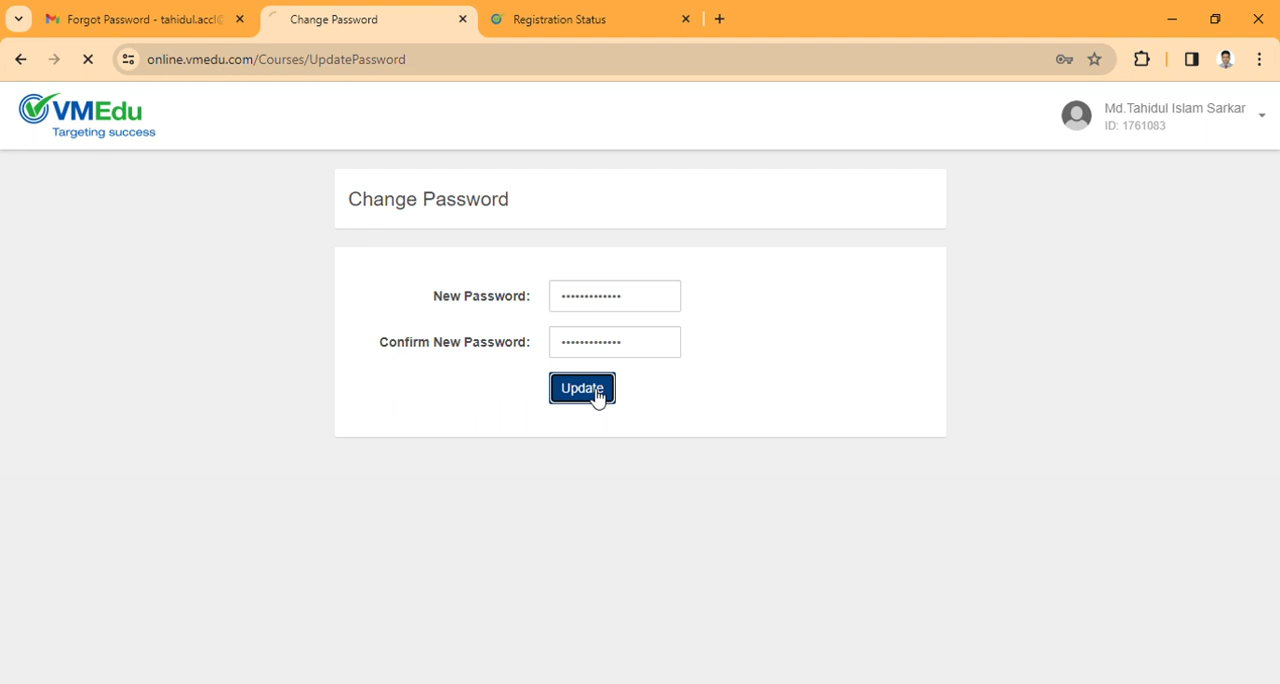 Forgot Password - tahidul.accl@
Change Password
Registration Status
online.vmedu.com/Courses/UpdatePassword
VMEdu
Targeting success
Md.Tahidul Islam Sarkar
ID: 1761083
Change Password
New Password:
Confirm New Password:
Update